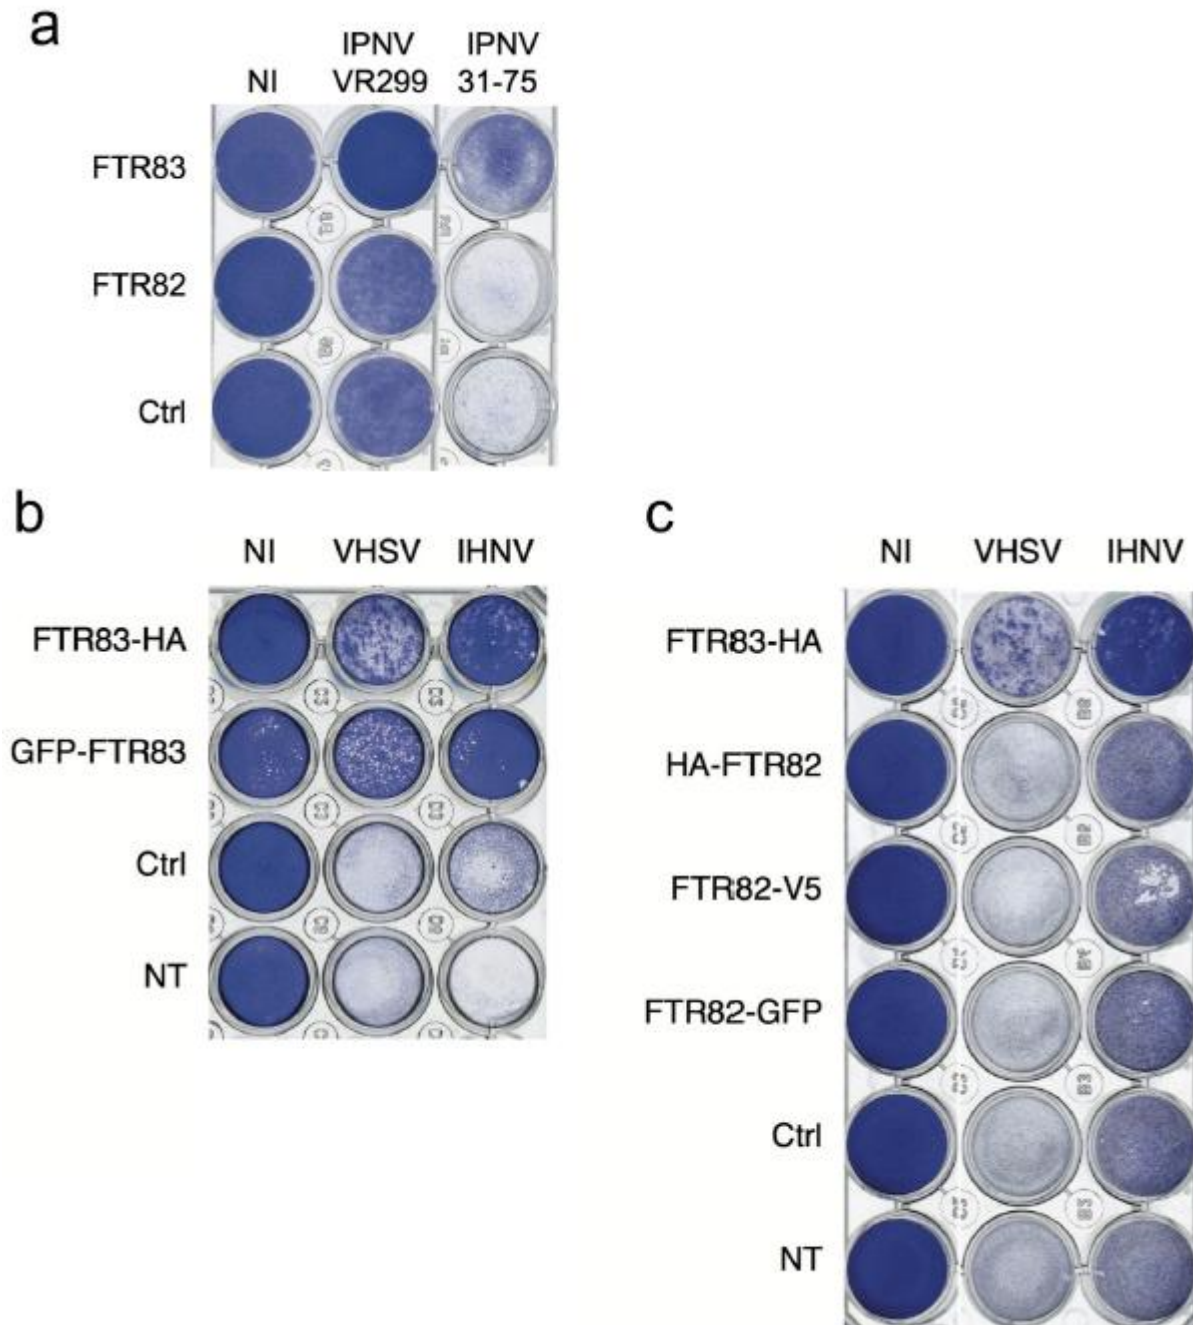 a
NI
IPNV
VR299
IPNV
31-75
FTR83
FTR82
Ctrl
b
NI VHSV IHNV
FTR83-HA
GFP-FTR83
Ctrl
NT
c
NI VHSV IHNV
FTR83-HA
HA-FTR82
FTR82-V5
FTR82-GFP
Ctrl
NT